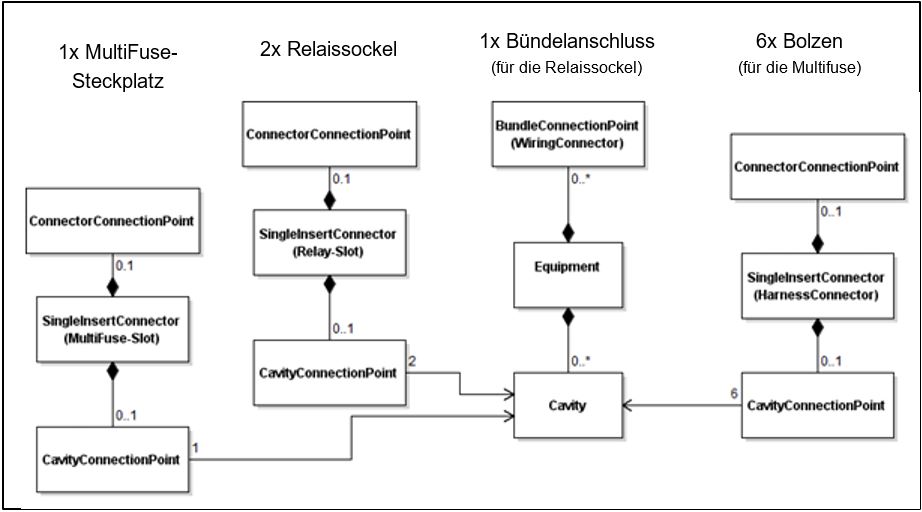 1x MultiFuse-
Steckplatz
ConnectorConnectionPoint
0.1
SingleInsertConnector
(MultiFuse-Slot)
0..1
CavityConnectionPoint
1
2x Relaissockel
ConnectorConnectionPoint
0.1
SingleInsertConnector
(Relay-Slot)
0..1
CavityConnectionPoint
2
1x Bündelanschluss
(für die Relaissockel)
BundleConnectionPoint
(WiringConnector)
0..*
Equipment
0..*
Cavity
6x Bolzen
(für die Multifuse)
ConnectorConnectionPoint
0..1
SingleInsertConnector
(HarnessConnector)
0..1
6
CavityConnectionPoint